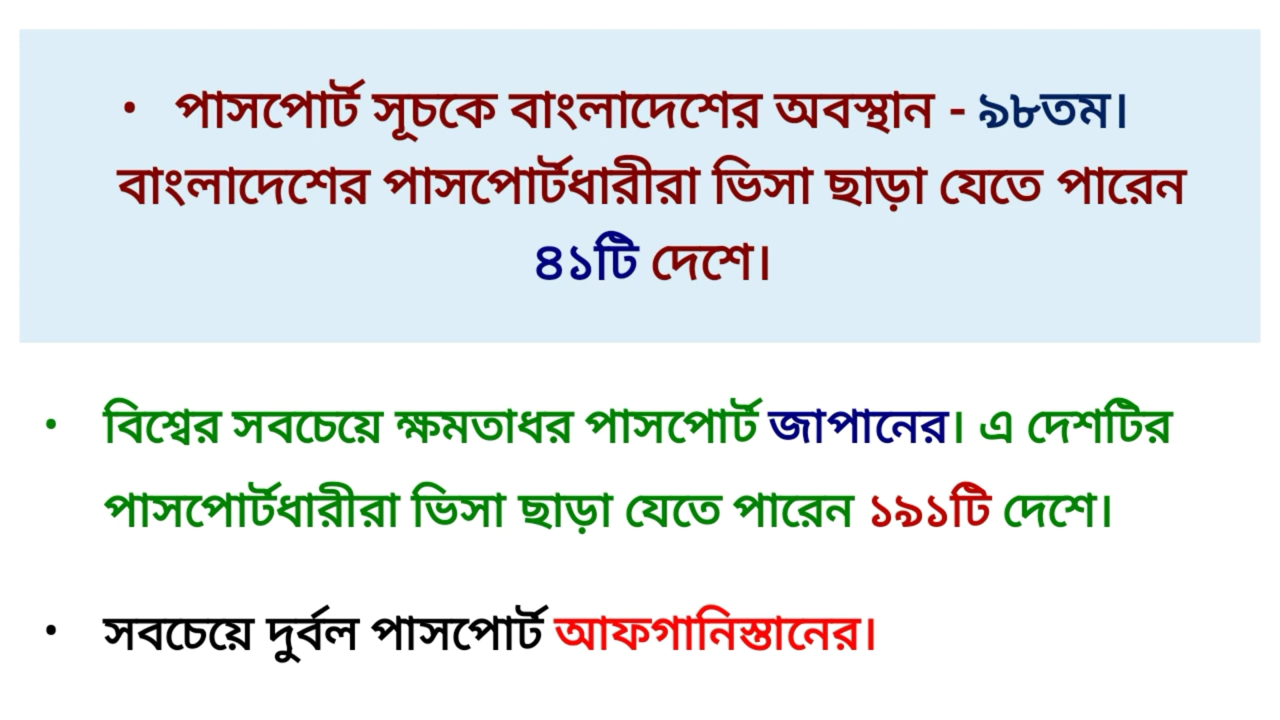 • পাসপোর্ট সূচকে বাংলাদেশের অবস্থান - ৯৮তম।
বাংলাদেশের পাসপোর্টধারীরা ভিসা ছাড়া যেতে পারেন
৪১টি দেশে।
• বিশ্বের সবচেয়ে ক্ষমতাধর পাসপোর্ট জাপানের। এ দেশটির
পাসপোর্টধারীরা ভিসা ছাড়া যেতে পারেন ১৯১টি দেশে।
• সবচেয়ে দুর্বল পাসপোর্ট আফগানিস্তানের।